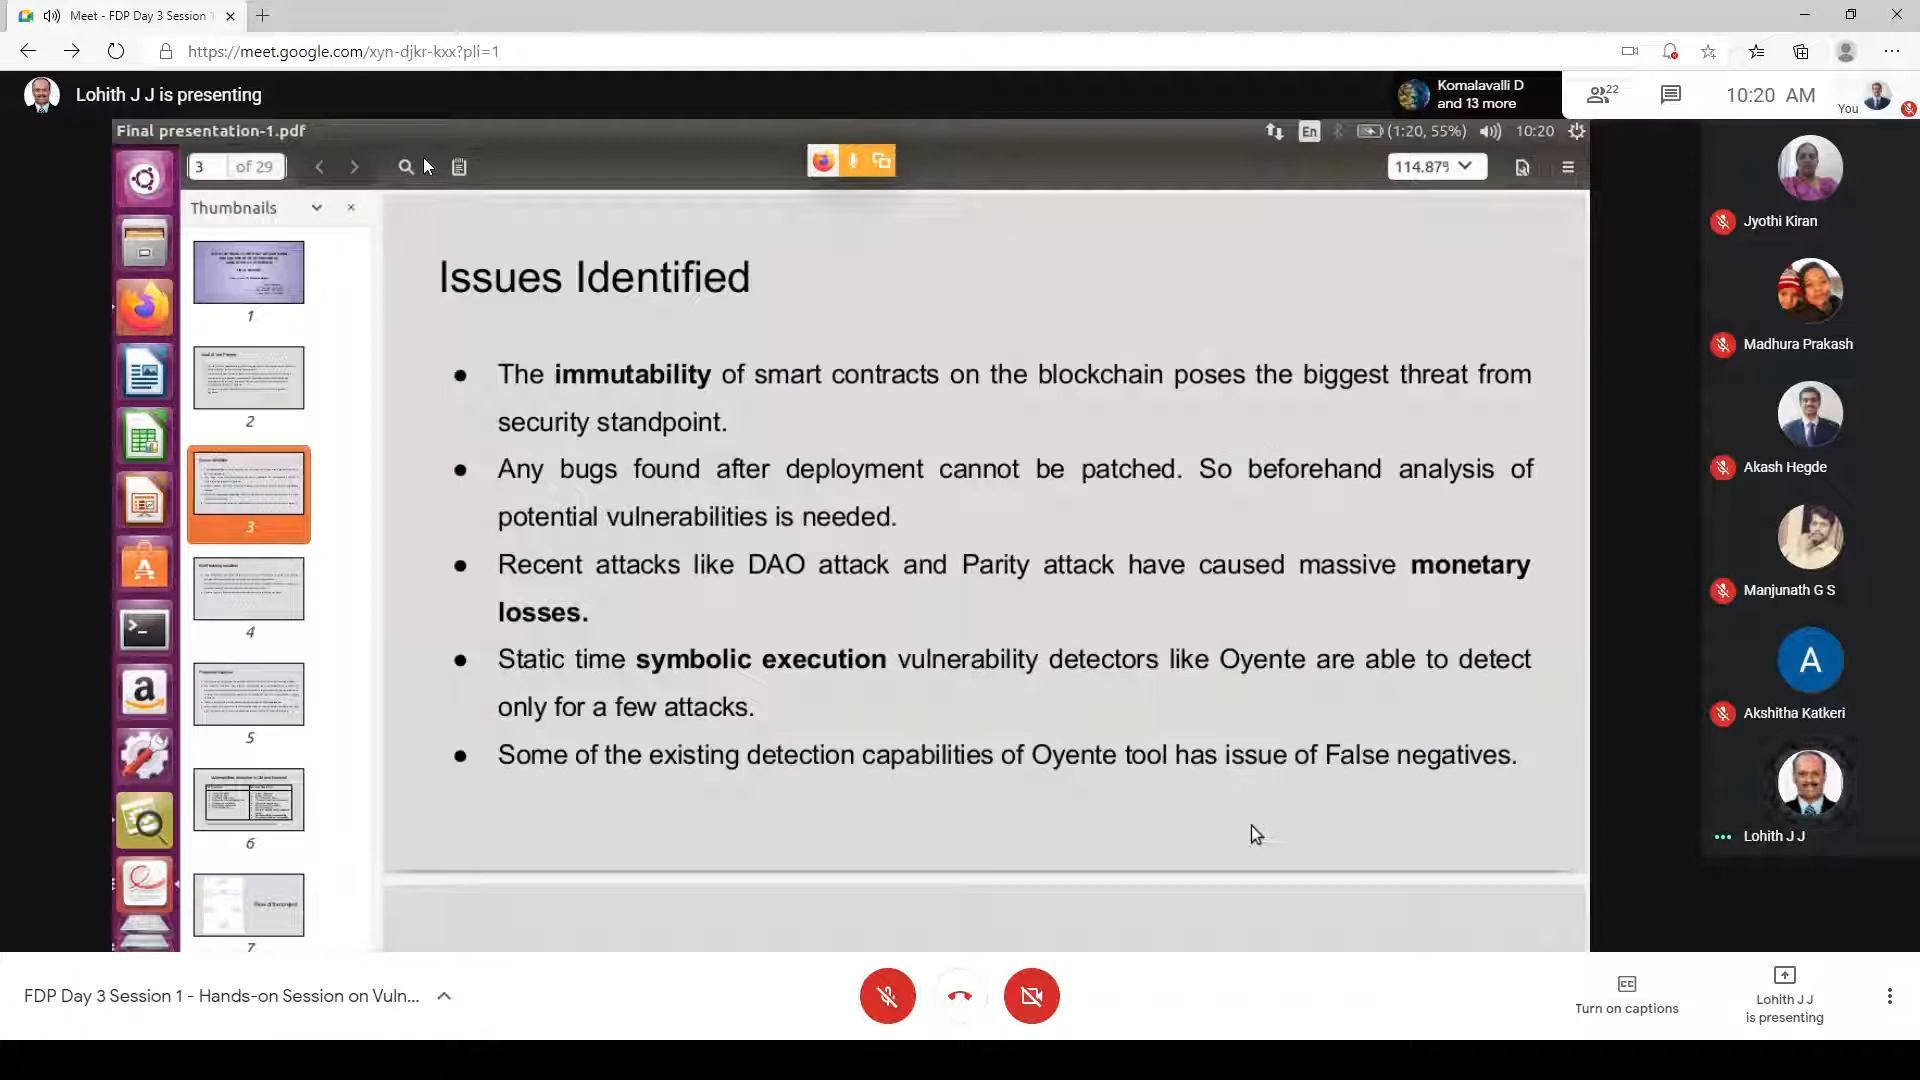 Meet - FDP Day 3 Session
https://meet.google.com/xyn-djkr-kxx?pli=1
Lohith J J is presenting
Komalavalli D
and 13 more
22
10:20 AM
You
Final presentation-1.pdf
En
(1:20, 55%)
10:20
3
of 29
114.87%
Thumbnails
1
2
3
4
5
6
7
Issues Identified
● The immutability of smart contracts on the blockchain poses the biggest threat from
security standpoint.
● Any bugs found after deployment cannot be patched. So beforehand analysis of
potential vulnerabilities is needed.
● Recent attacks like DAO attack and Parity attack have caused massive monetary
losses.
● Static time symbolic execution vulnerability detectors like Oyente are able to detect
only for a few attacks.
● Some of the existing detection capabilities of Oyente tool has issue of False negatives.
Jyothi Kiran
Madhura Prakash
Akash Hegde
Manjunath G S
A
Akshitha Katkeri
Lohith J J
FDP Day 3 Session 1 - Hands-on Session on Vuln...
Turn on captions
Lohith J J
is presenting